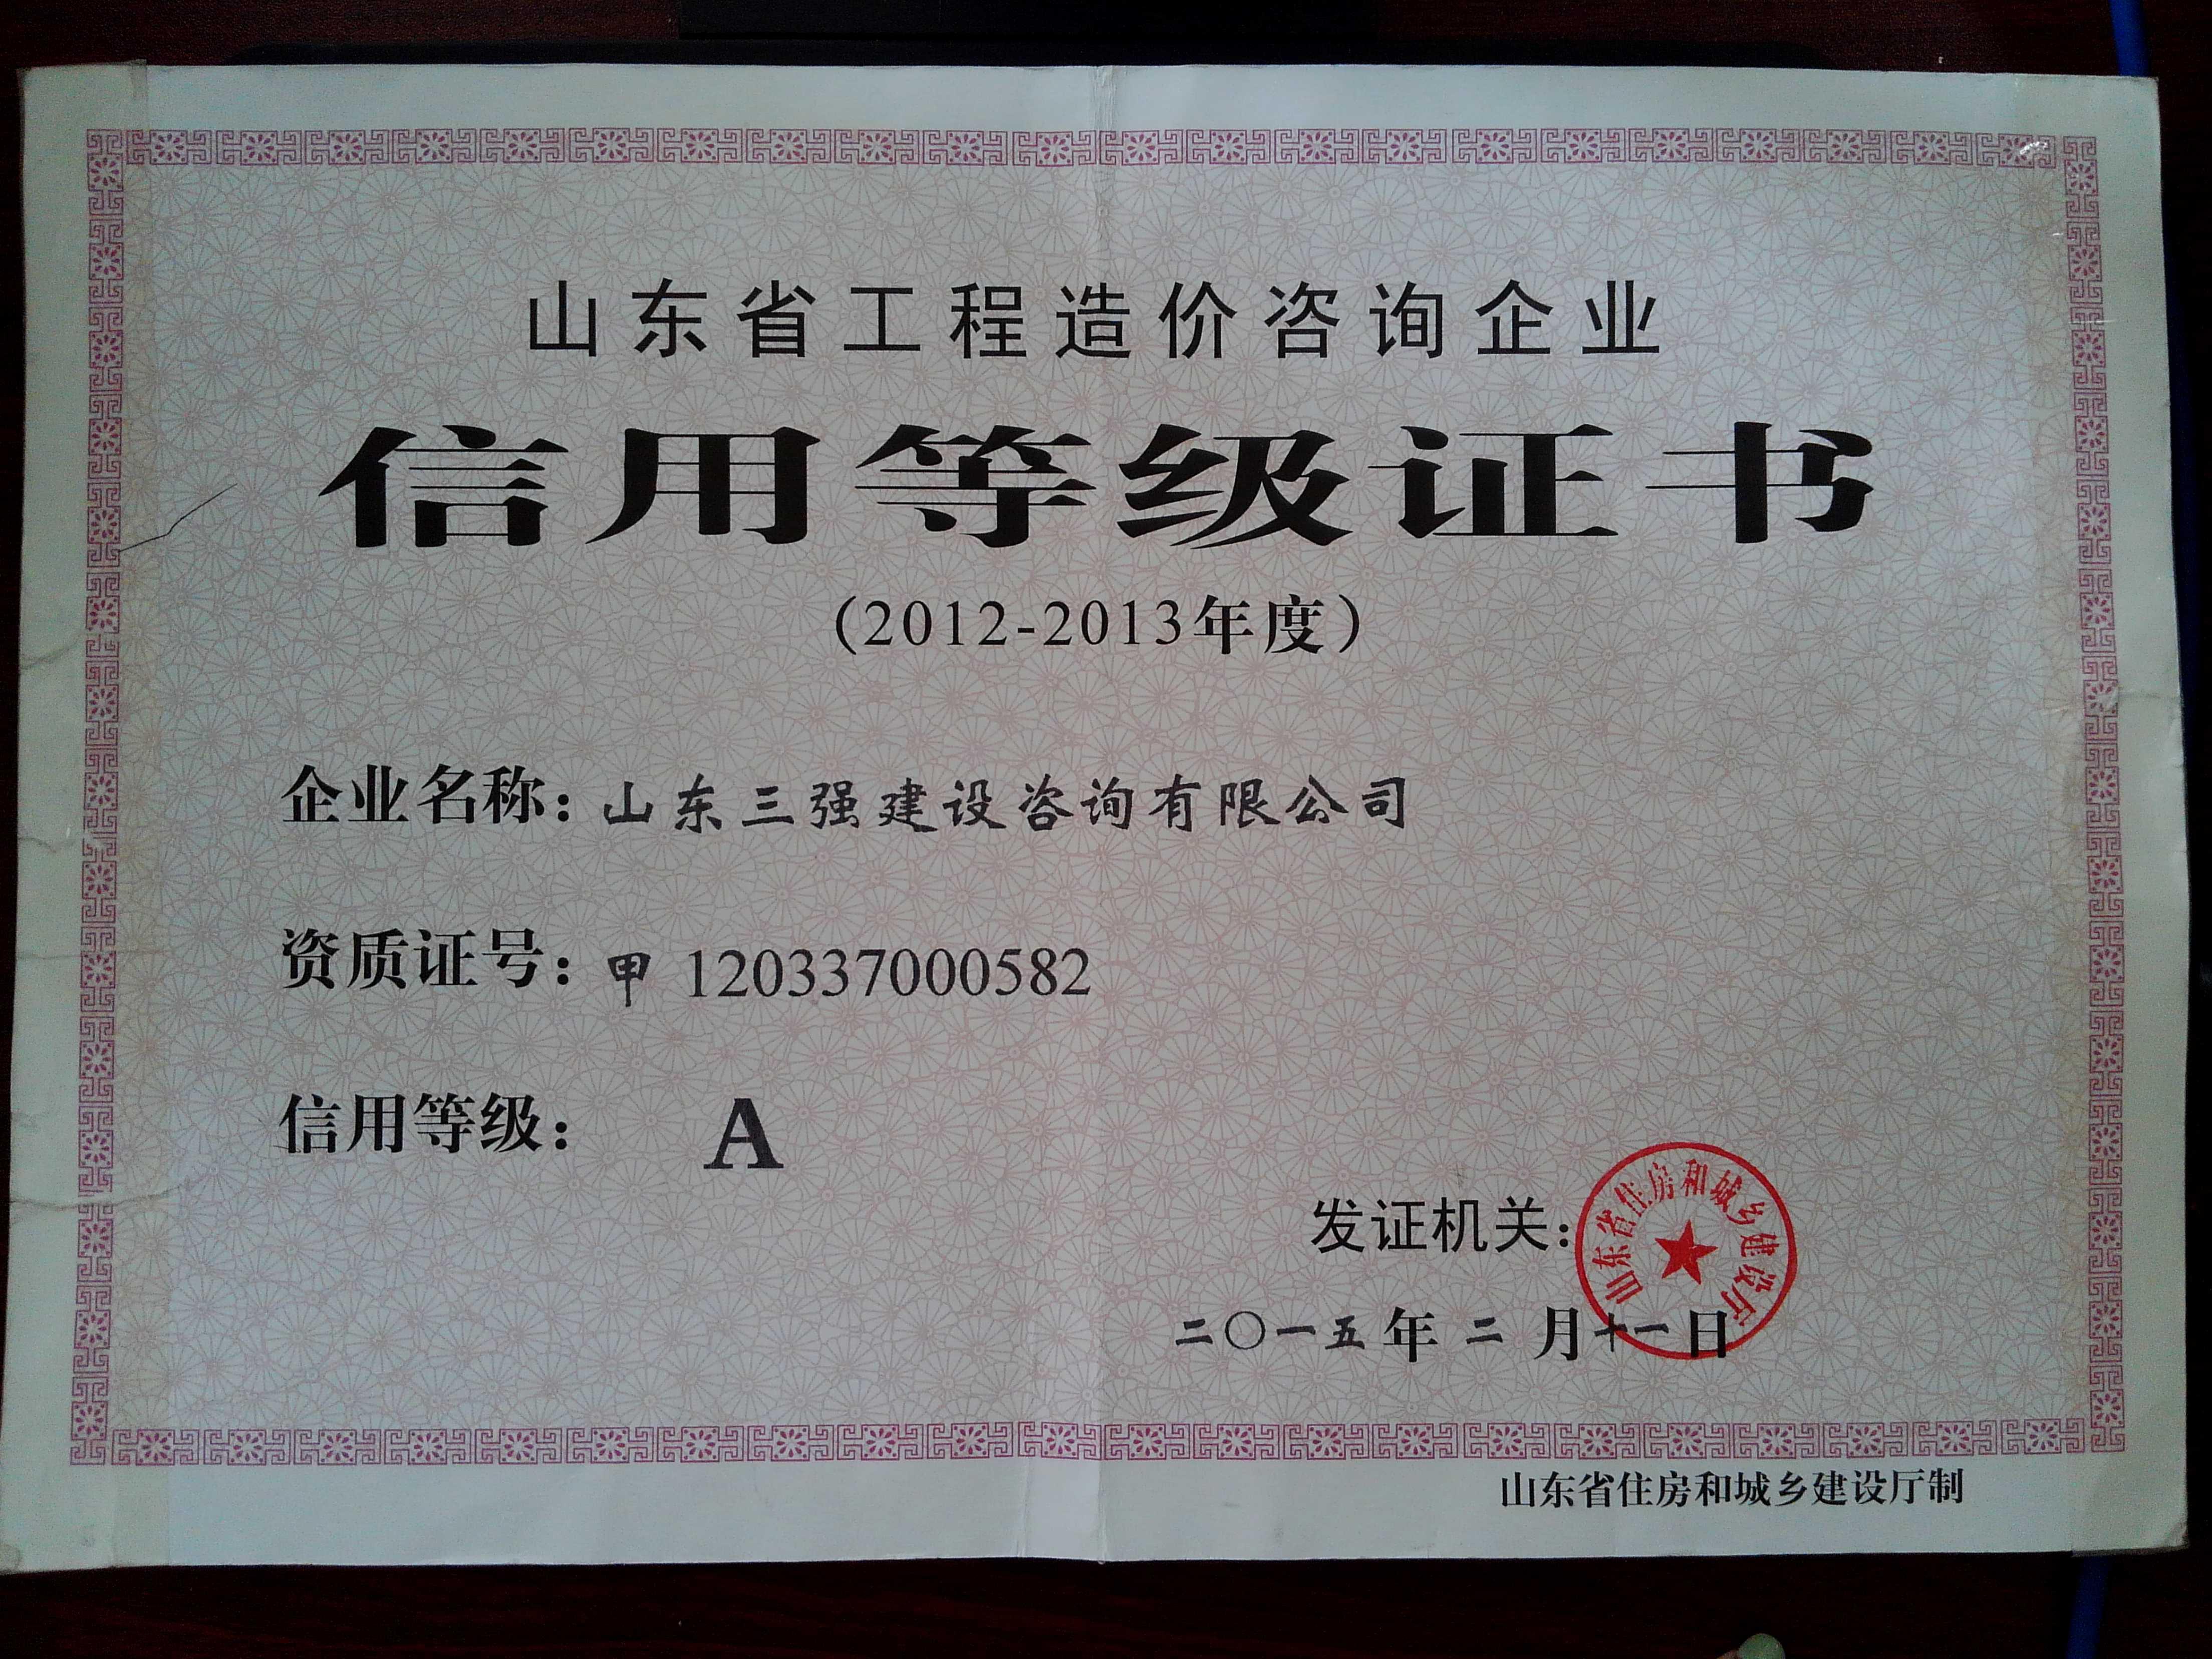 山东省工程造价咨询企业
信用等级证书
(2012-2013年度)
企业名称：山东三强建设咨询有限公司
资质证号：甲 120337000582
信用等级： A
发证机关：
山东省住房和城乡建设厅
二〇一五年 二 月十一日
山东省住房和城乡建设厅制